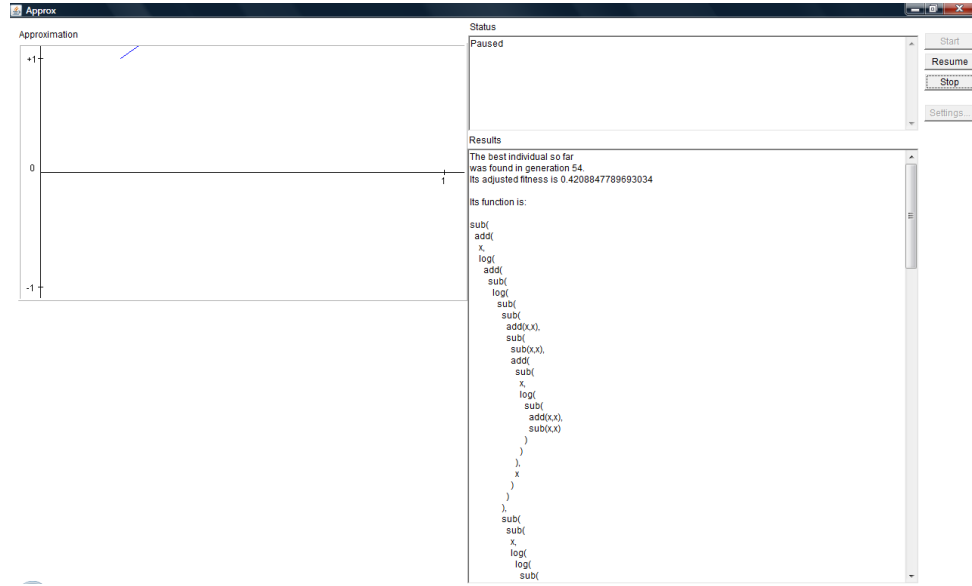 Approx
Approximation
+1
0
1
-1
Status
Paused
Start
Resume
Stop
Settings...
Results
The best individual so far
was found in generation 54.
Its adjusted fitness is 0.4208847789693034
Its function is:
sub(
add(
x,
log(
add(
sub(
log(
sub(
sub(
add(x,x),
sub(
sub(x,x),
add(
sub(
x,
log(
sub(
add(x,x),
sub(x,x)
)
)
),
x
)
)
),
sub(
sub(
x,
log(
log(
sub(